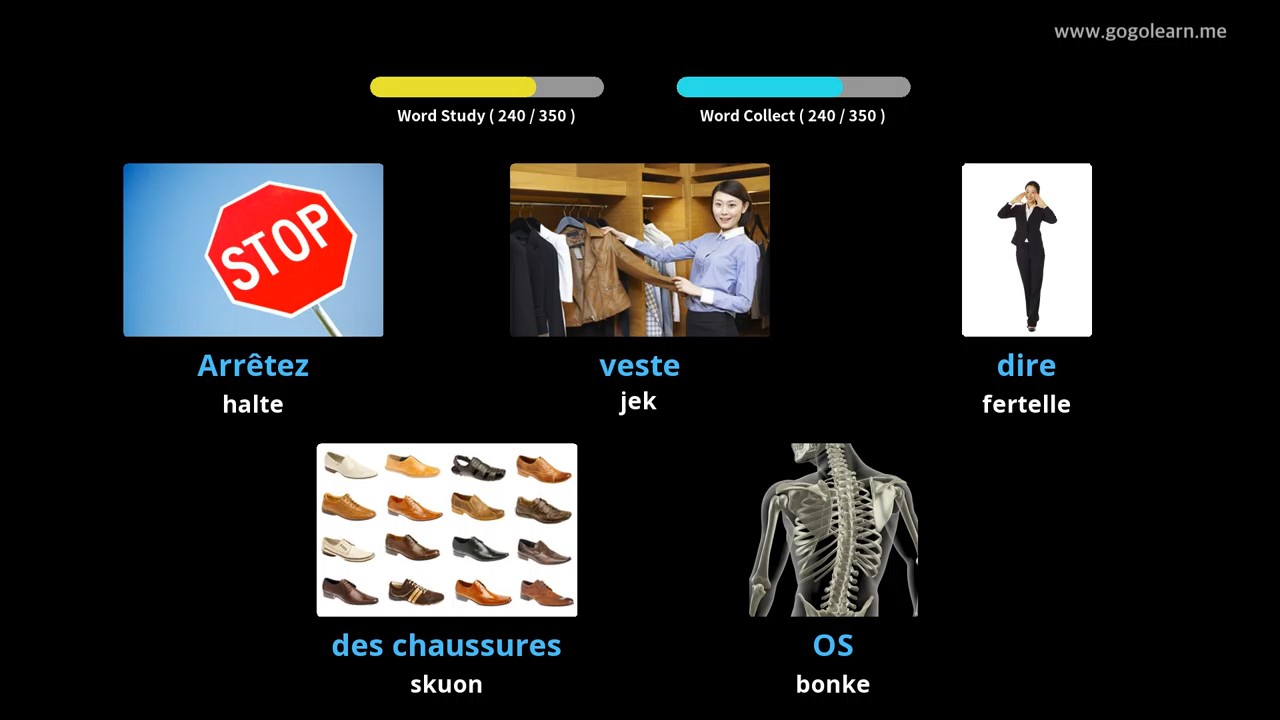 www.gogolearn.me
Word Study ( 240 / 350 )
Word Collect ( 240 / 350 )
STOP
Arrêtez
halte
veste
jek
dire
fertelle
des chaussures
skuon
OS
bonke